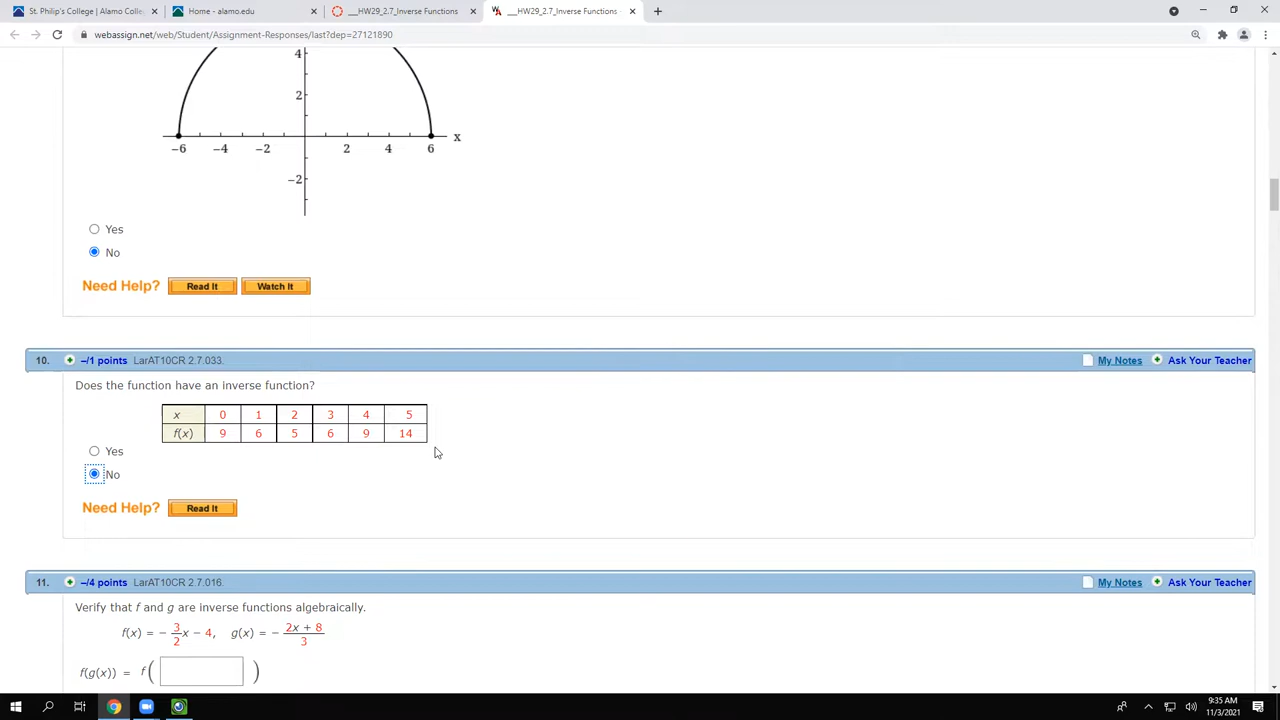 St. Philip's College | Alamo Colle
Home - alamo.edu
__HW29_2.7_Inverse Functions
__HW29_2.7_Inverse Functions -
webassign.net/web/Student/Assignment-Responses/last?dep=27121890
4
2
x
−6 −4 −2 2 4 6
−2
Yes
No
Need Help? Read It Watch It
10. –/1 points LarAT10CR 2.7.033. My Notes Ask Your Teacher
Does the function have an inverse function?
x 0 1 2 3 4 5
f(x) 9 6 5 6 9 14
Yes
No
Need Help? Read It
11. –/4 points LarAT10CR 2.7.016. My Notes Ask Your Teacher
Verify that f and g are inverse functions algebraically.
f(x) = −3/2x − 4, g(x) = −2x + 8/3
f(g(x)) = f( )
9:35 AM
11/3/2021